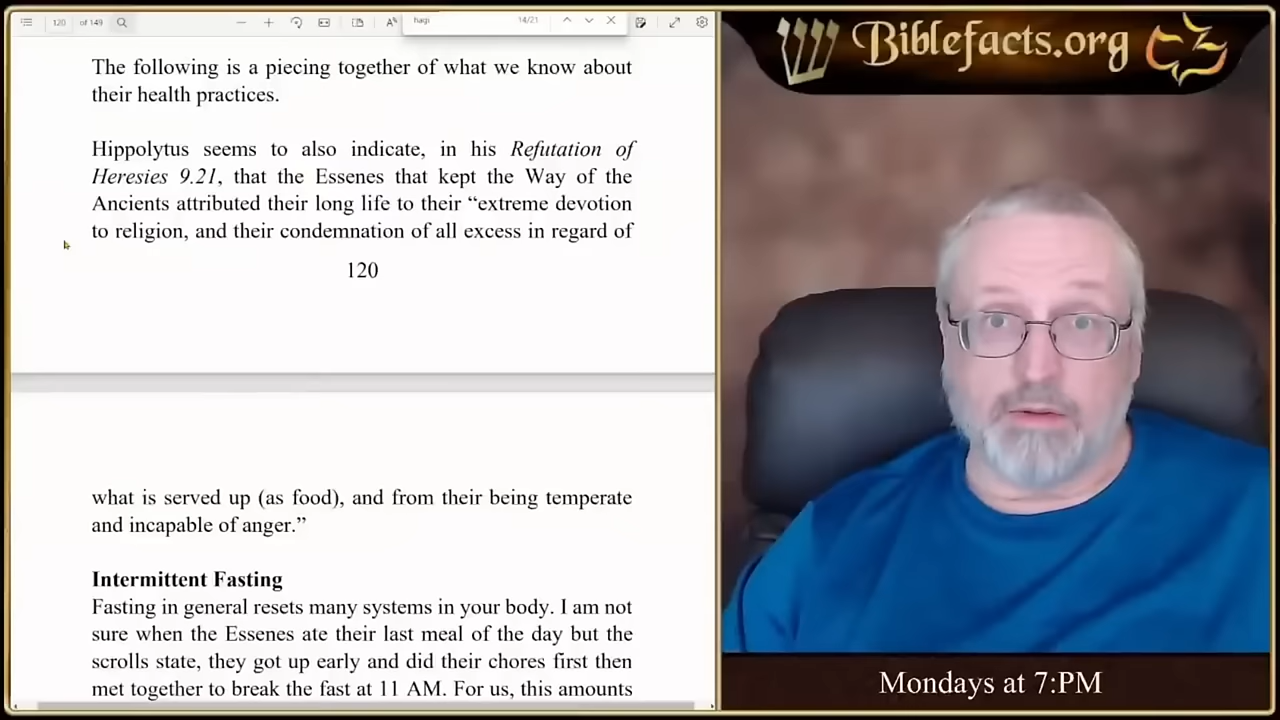 120 of 149
hagi
14/21
Biblefacts.org
The following is a piecing together of what we know about
their health practices.
Hippolytus seems to also indicate, in his Refutation of
Heresies 9.21, that the Essenes that kept the Way of the
Ancients attributed their long life to their “extreme devotion
to religion, and their condemnation of all excess in regard of
120
what is served up (as food), and from their being temperate
and incapable of anger.”
Intermittent Fasting
Fasting in general resets many systems in your body. I am not
sure when the Essenes ate their last meal of the day but the
scrolls state, they got up early and did their chores first then
met together to break the fast at 11 AM. For us, this amounts
Mondays at 7:PM